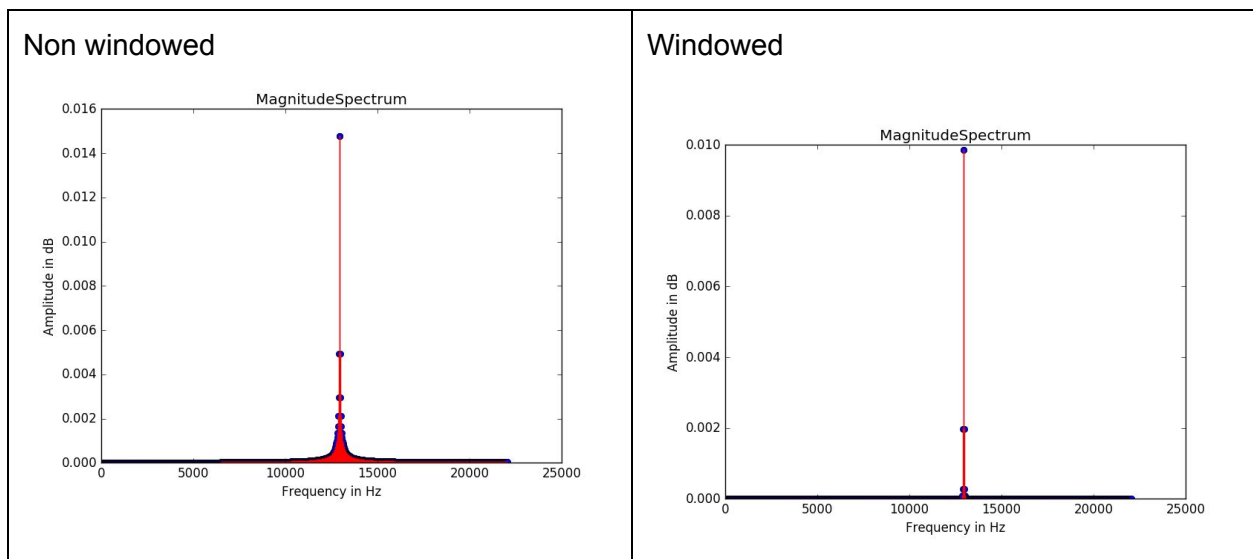 Non windowed
MagnitudeSpectrum
0.016
0.014
0.012
0.010
0.008
0.006
0.004
0.002
0.000
Amplitude in dB
0 5000 10000 15000 20000 25000
Frequency in Hz
Windowed
MagnitudeSpectrum
0.010
0.008
0.006
0.004
0.002
0.000
Amplitude in dB
0 5000 10000 15000 20000 25000
Frequency in Hz